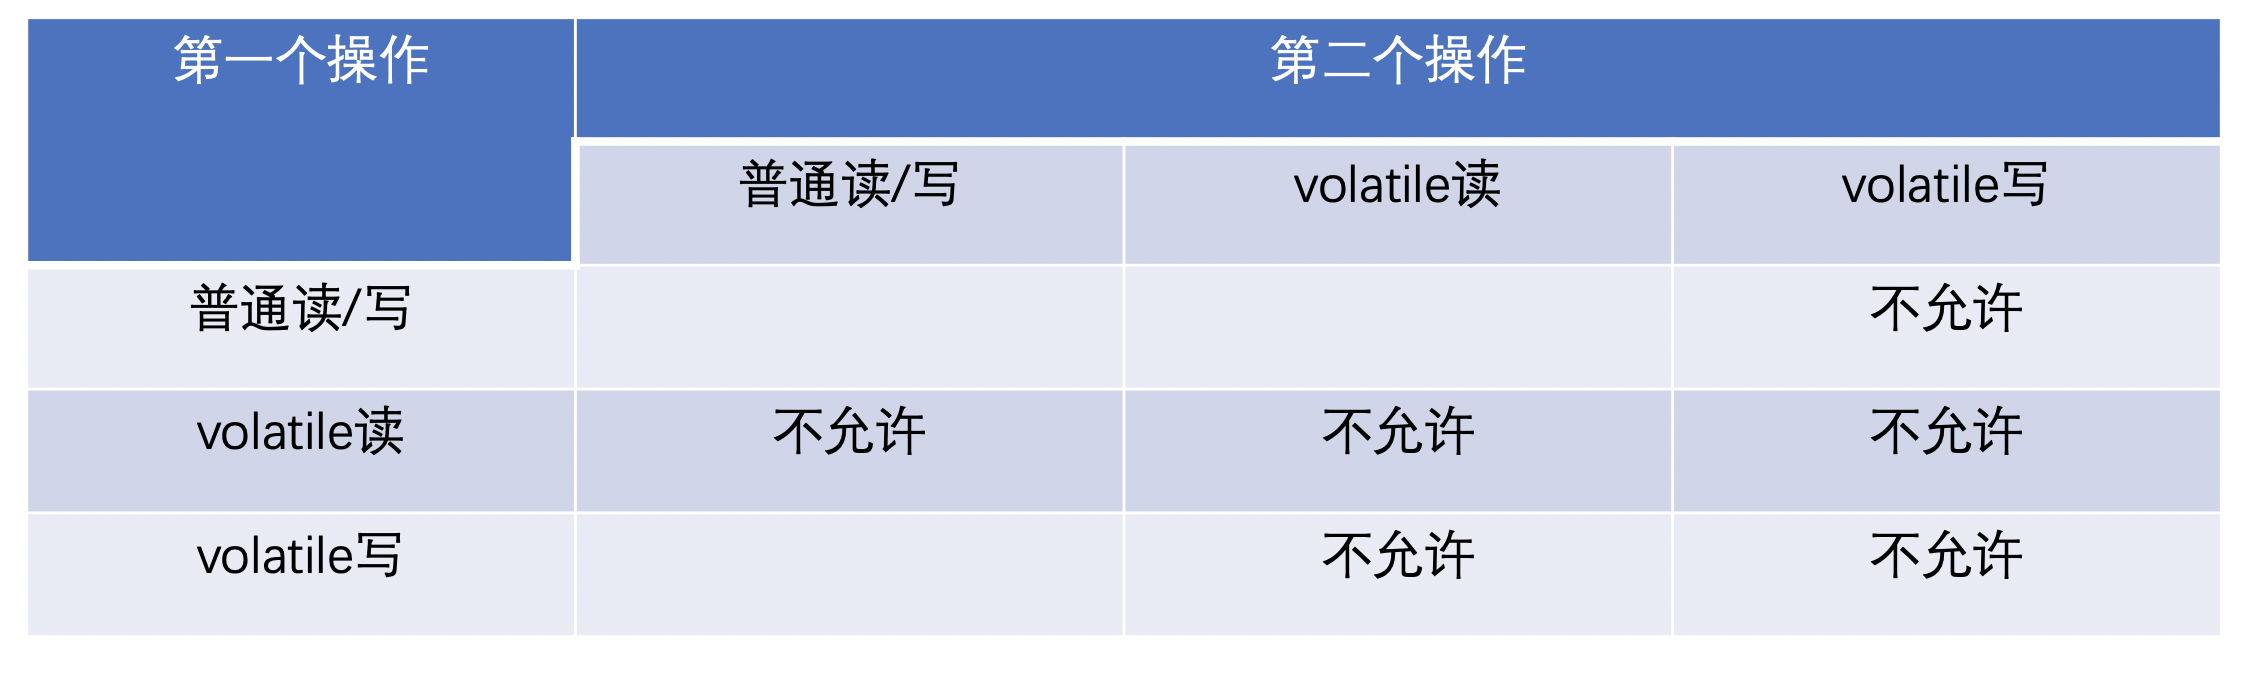 第一个操作 第二个操作
普通读/写 volatile读 volatile写
普通读/写 不允许
volatile读 不允许 不允许 不允许
volatile写 不允许 不允许